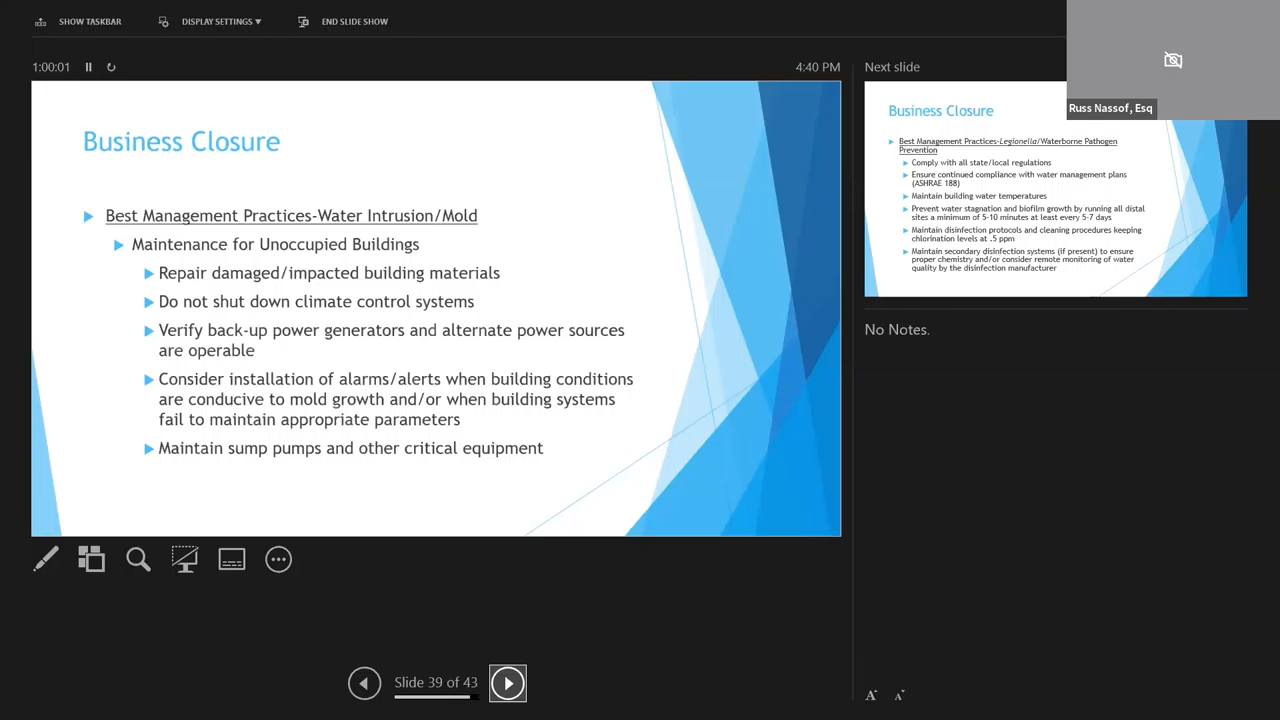 SHOW TASKBAR
DISPLAY SETTINGS
END SLIDE SHOW
1:00:01
4:40 PM
Business Closure
Best Management Practices-Water Intrusion/Mold
Maintenance for Unoccupied Buildings
Repair damaged/impacted building materials
Do not shut down climate control systems
Verify back-up power generators and alternate power sources
are operable
Consider installation of alarms/alerts when building conditions
are conducive to mold growth and/or when building systems
fail to maintain appropriate parameters
Maintain sump pumps and other critical equipment
Slide 39 of 43
Next slide
Russ Nassof, Esq
Business Closure
Best Management Practices-Legionella/Waterborne Pathogen
Prevention
Comply with all state/local regulations
Ensure continued compliance with water management plans
(ASHRAE 188)
Maintain building water temperatures
Prevent water stagnation and biofilm growth by running all distal
sites a minimum of 5-10 minutes at least every 5-7 days
Maintain disinfection protocols and cleaning procedures keeping
chlorination levels at .5 ppm
Maintain secondary disinfection systems (if present) to ensure
proper chemistry and/or consider remote monitoring of water
quality by the disinfection manufacturer
No Notes.
A A